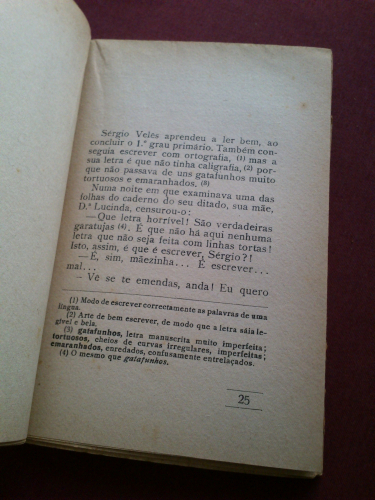 Sérgio Velês aprendeu a ler bem, ao
concluir o 1.º grau primário. Também con-
seguia escrever com ortografia, (1) mas a
sua letra é que não tinha caligrafia, (2) por-
que não passava de uns gatafunhos muito
tortuosos e emaranhados. (3)
Numa noite em que examinava uma das
folhas do caderno do seu ditado, sua mãe,
D.ª Lucinda, censurou-o:
—Que letra horrível! São verdadeiras
garatujas (4). E que não há aqui nenhuma
letra que não seja feita com linhas tortas!
Isto, assim, é que é escrever, Sérgio?!
—E, sim, mãezinha... E escrever...
mal...
— Vê se te emendas, anda! Eu quero
(1) Modo de escrever correctamente as palavras de uma
língua.
(2) Arte de bem escrever, de modo que a letra sáia le-
gível e bela.
(3) gatafunhos, letra manuscrita muito imperfeita;
tortuosos, cheios de curvas irregulares, imperfeitas;
emaranhados, enredados, confusamente entrelaçados.
(4) O mesmo que gatafunhos.
25